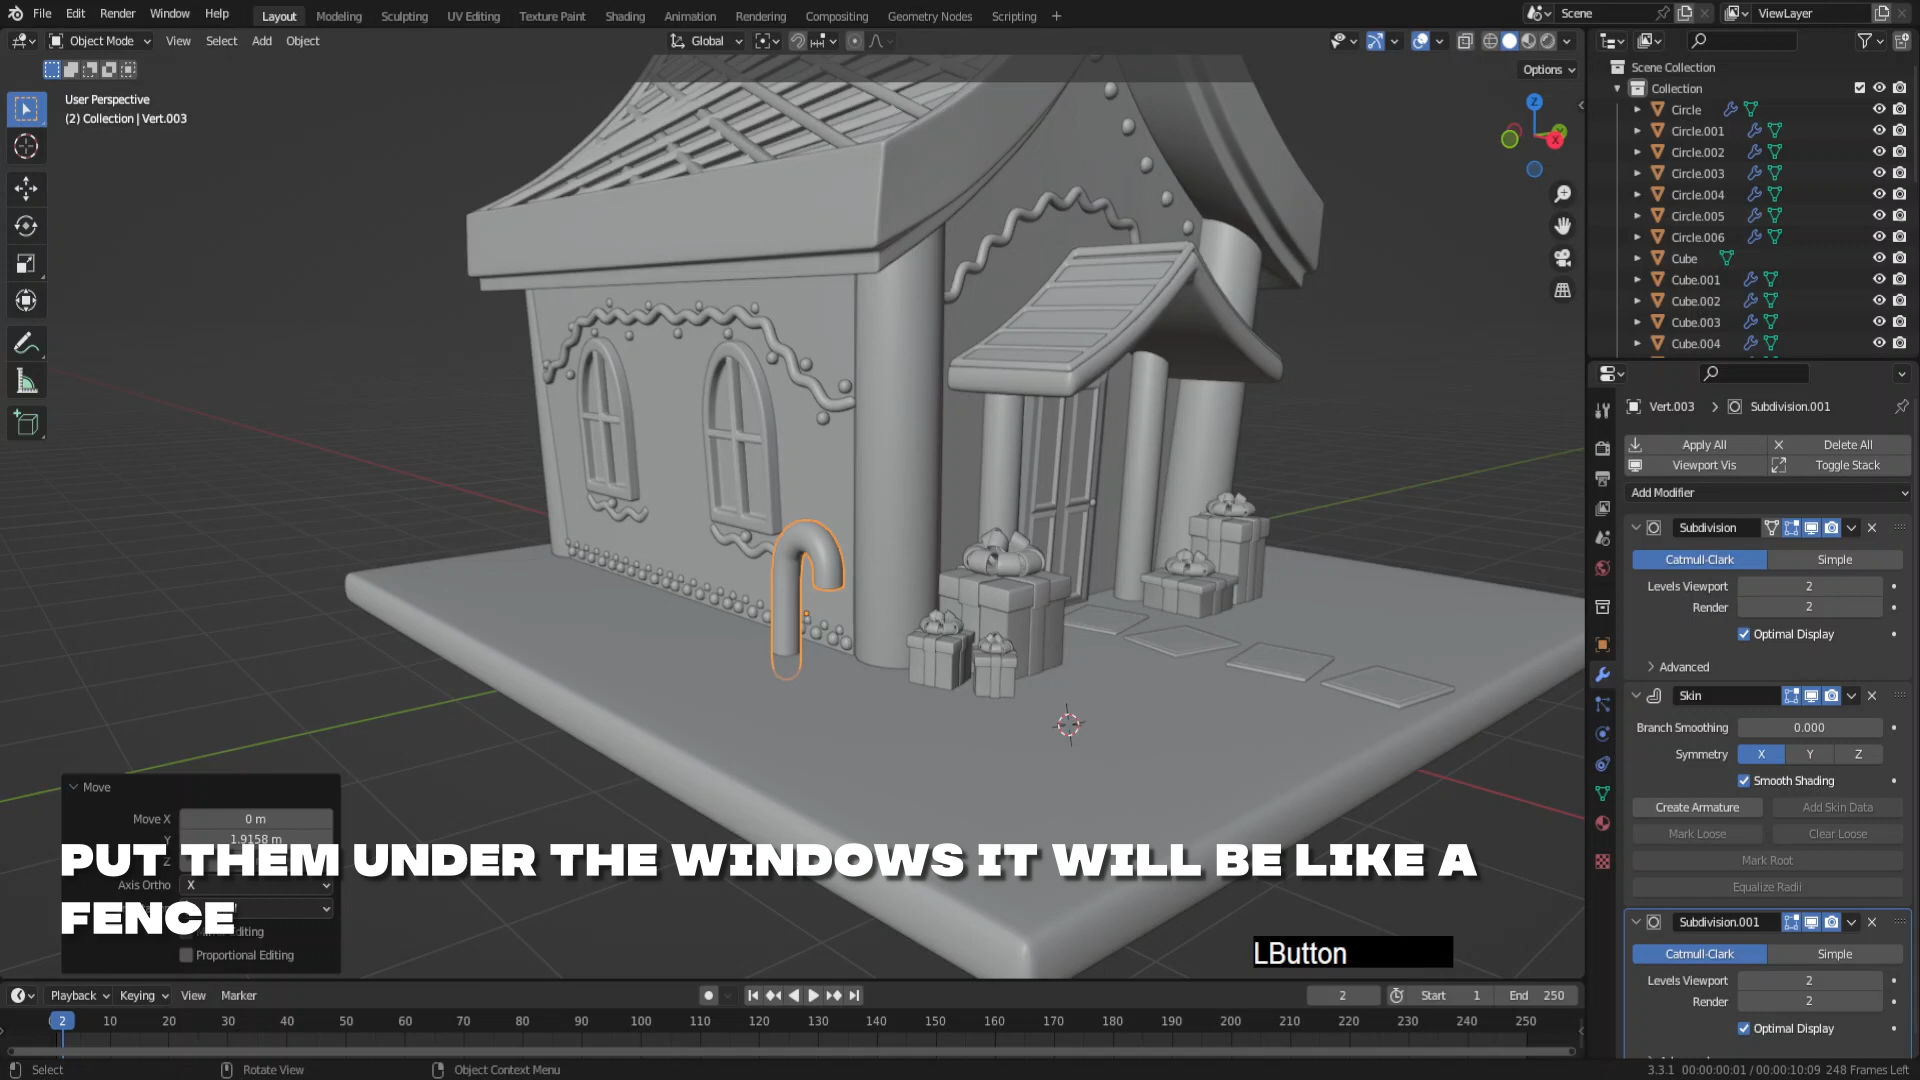 File Edit Render Window Help Layout Modeling Sculpting UV Editing Texture Paint Shading Animation Rendering Compositing Geometry Nodes Scripting + Scene ViewLayer
Object Mode View Select Add Object Global
Options
User Perspective
(2) Collection | Vert.003
Scene Collection
Collection
Circle
Circle.001
Circle.002
Circle.003
Circle.004
Circle.005
Circle.006
Cube
Cube.001
Cube.002
Cube.003
Cube.004
Vert.003 > Subdivision.001
Apply All Delete All
Viewport Vis Toggle Stack
Add Modifier
Subdivision
Catmull-Clark Simple
Levels Viewport 2
Render 2
Optimal Display
Advanced
Skin
Branch Smoothing 0.000
Symmetry X Y Z
Smooth Shading
Create Armature Add Skin Data
Mark Loose Clear Loose
Mark Root
Equalize Radii
Subdivision.001
Catmull-Clark Simple
Levels Viewport 2
Render 2
Optimal Display
Move
Move X 0 m
Y 1.9158 m
Z
Axis Ortho X
Editing
Proportional Editing
PUT THEM UNDER THE WINDOWS IT WILL BE LIKE A
FENCE
LButton
Playback Keying View Marker 2 Start 1 End 250
2 10 20 30 40 50 60 70 80 90 100 110 120 130 140 150 160 170 180 190 200 210 220 230 240 250
Select Rotate View Object Context Menu 3.3.1 00:00:00:01 / 00:00:10:09 248 Frames Left